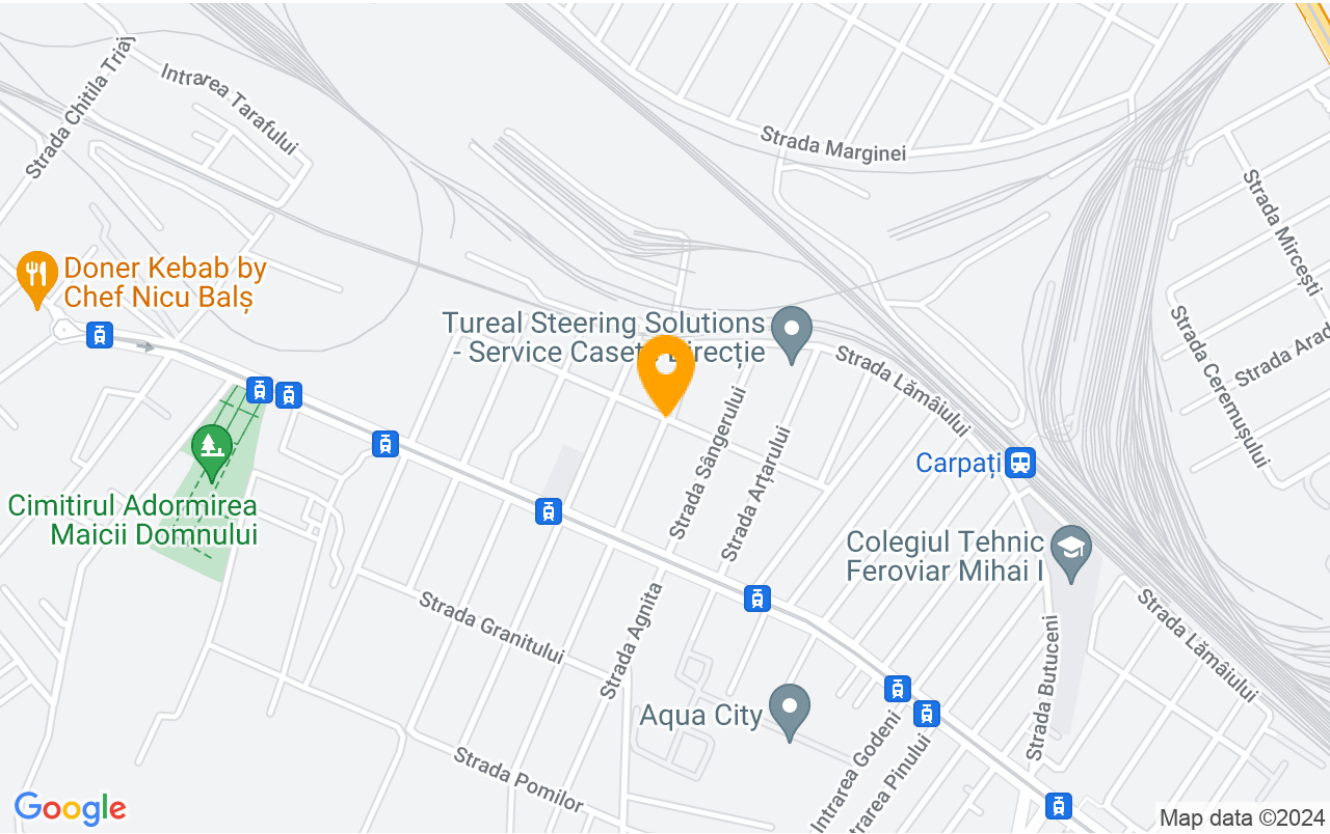 Strada Chitila Triaj
Intrarea Tarafului
Strada Marginei
Strada Mircești
Doner Kebab by
Chef Nicu Balș
Tureal Steering Solutions
- Service Casete Direcție
Strada Lămâiului
Strada Ceremușului
Strada Arad
Strada Sângerului
Strada Arțarului
Carpați
Cimitirul Adormirea
Maicii Domnului
Colegiul Tehnic
Feroviar Mihai I
Strada Granitului
Strada Agnita
Strada Butuceni
Strada Lămâiului
Aqua City
Intrarea Godeni
trarea Pinului
Strada Pomilor
Google
Map data ©2024